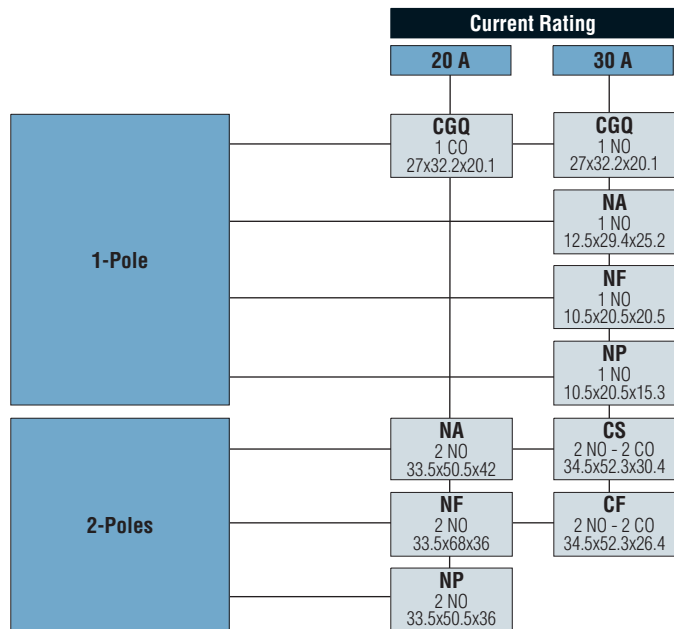 Current Rating
20 A
30 A
1-Pole
CGQ
1 CO
27x32.2x20.1
CGQ
1 NO
27x32.2x20.1
NA
1 NO
12.5x29.4x25.2
NF
1 NO
10.5x20.5x20.5
NP
1 NO
10.5x20.5x15.3
2-Poles
NA
2 NO
33.5x50.5x42
CS
2 NO - 2 CO
34.5x52.3x30.4
NF
2 NO
33.5x68x36
CF
2 NO - 2 CO
34.5x52.3x26.4
NP
2 NO
33.5x50.5x36